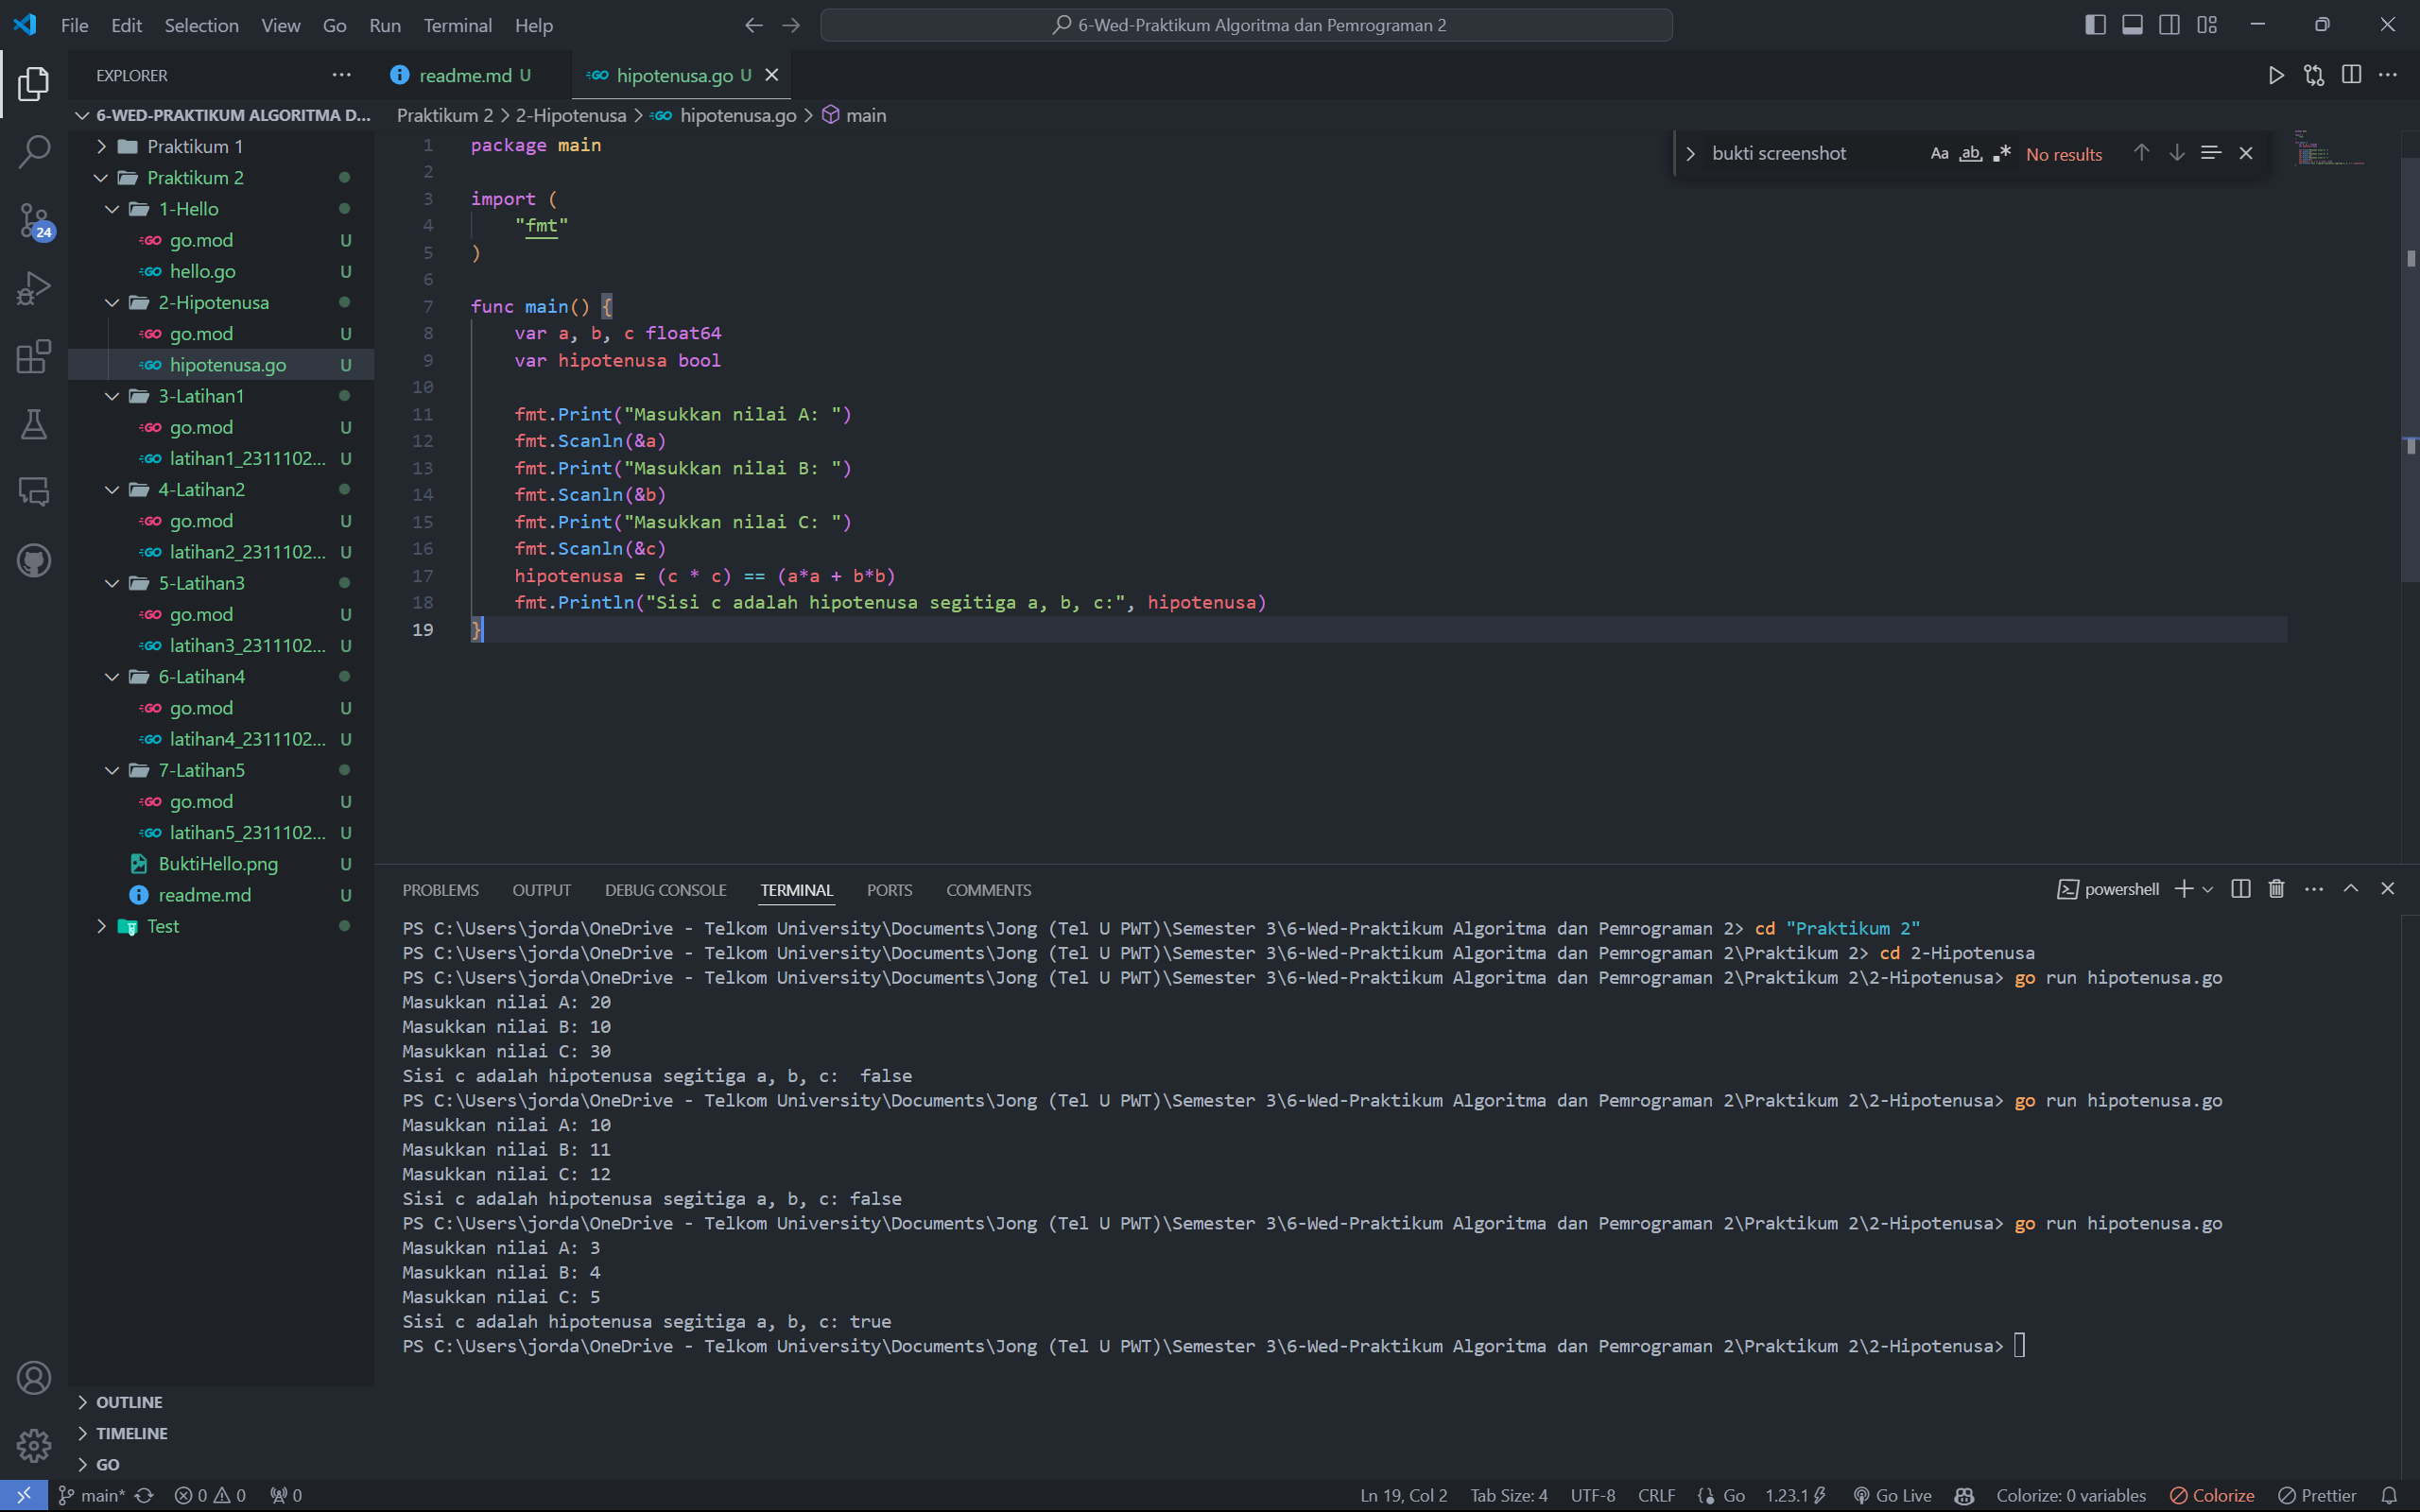 File Edit Selection View Go Run Terminal Help
6-Wed-Praktikum Algoritma dan Pemrograman 2
EXPLORER
6-WED-PRAKTIKUM ALGORITMA D...
Praktikum 1
Praktikum 2
1-Hello
go.mod U
hello.go U
2-Hipotenusa
go.mod U
hipotenusa.go U
3-Latihan1
go.mod U
latihan1_2311102... U
4-Latihan2
go.mod U
latihan2_2311102... U
5-Latihan3
go.mod U
latihan3_2311102... U
6-Latihan4
go.mod U
latihan4_2311102... U
7-Latihan5
go.mod U
latihan5_2311102... U
BuktiHello.png U
readme.md U
Test
OUTLINE
TIMELINE
GO
24
readme.md U
hipotenusa.go U
Praktikum 2 > 2-Hipotenusa > hipotenusa.go > main
bukti screenshot Aa ab .* No results
1 package main
2
3 import (
4 "fmt"
5 )
6
7 func main() {
8 var a, b, c float64
9 var hipotenusa bool
10
11 fmt.Print("Masukkan nilai A: ")
12 fmt.Scanln(&a)
13 fmt.Print("Masukkan nilai B: ")
14 fmt.Scanln(&b)
15 fmt.Print("Masukkan nilai C: ")
16 fmt.Scanln(&c)
17 hipotenusa = (c * c) == (a*a + b*b)
18 fmt.Println("Sisi c adalah hipotenusa segitiga a, b, c:", hipotenusa)
19 }
PROBLEMS OUTPUT DEBUG CONSOLE TERMINAL PORTS COMMENTS
powershell
PS C:\Users\jorda\OneDrive - Telkom University\Documents\Jong (Tel U PWT)\Semester 3\6-Wed-Praktikum Algoritma dan Pemrograman 2> cd "Praktikum 2"
PS C:\Users\jorda\OneDrive - Telkom University\Documents\Jong (Tel U PWT)\Semester 3\6-Wed-Praktikum Algoritma dan Pemrograman 2\Praktikum 2> cd 2-Hipotenusa
PS C:\Users\jorda\OneDrive - Telkom University\Documents\Jong (Tel U PWT)\Semester 3\6-Wed-Praktikum Algoritma dan Pemrograman 2\Praktikum 2\2-Hipotenusa> go run hipotenusa.go
Masukkan nilai A: 20
Masukkan nilai B: 10
Masukkan nilai C: 30
Sisi c adalah hipotenusa segitiga a, b, c:  false
PS C:\Users\jorda\OneDrive - Telkom University\Documents\Jong (Tel U PWT)\Semester 3\6-Wed-Praktikum Algoritma dan Pemrograman 2\Praktikum 2\2-Hipotenusa> go run hipotenusa.go
Masukkan nilai A: 10
Masukkan nilai B: 11
Masukkan nilai C: 12
Sisi c adalah hipotenusa segitiga a, b, c: false
PS C:\Users\jorda\OneDrive - Telkom University\Documents\Jong (Tel U PWT)\Semester 3\6-Wed-Praktikum Algoritma dan Pemrograman 2\Praktikum 2\2-Hipotenusa> go run hipotenusa.go
Masukkan nilai A: 3
Masukkan nilai B: 4
Masukkan nilai C: 5
Sisi c adalah hipotenusa segitiga a, b, c: true
PS C:\Users\jorda\OneDrive - Telkom University\Documents\Jong (Tel U PWT)\Semester 3\6-Wed-Praktikum Algoritma dan Pemrograman 2\Praktikum 2\2-Hipotenusa>
main* 0 0 0 Ln 19, Col 2 Tab Size: 4 UTF-8 CRLF Go 1.23.1 Go Live Colorize: 0 variables Colorize Prettier